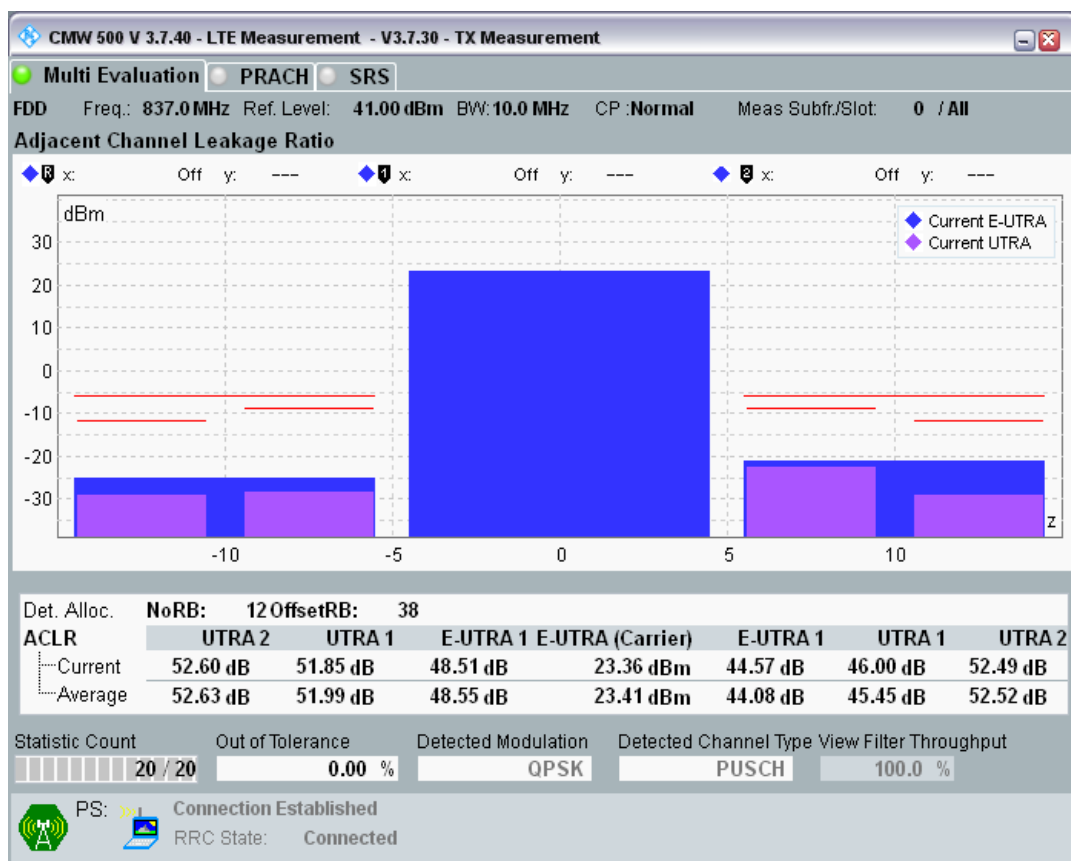 CMW 500 V 3.7.40 - LTE Measurement - V3.7.30 - TX Measurement
Multi Evaluation PRACH SRS
FDD Freq.: 837.0 MHz Ref. Level: 41.00 dBm BW: 10.0 MHz CP :Normal Meas Subfr./Slot: 0 / All
Adjacent Channel Leakage Ratio
R x: Off y: --- 1 x: Off y: --- 2 x: Off y: ---
dBm
Current E-UTRA
Current UTRA
30
20
10
0
-10
-20
-30
z
-10 -5 0 5 10
Det. Alloc. NoRB: 12 OffsetRB: 38
ACLR UTRA 2 UTRA 1 E-UTRA 1 E-UTRA (Carrier) E-UTRA 1 UTRA 1 UTRA 2
Current 52.60 dB 51.85 dB 48.51 dB 23.36 dBm 44.57 dB 46.00 dB 52.49 dB
Average 52.63 dB 51.99 dB 48.55 dB 23.41 dBm 44.08 dB 45.45 dB 52.52 dB
Statistic Count Out of Tolerance Detected Modulation Detected Channel Type View Filter Throughput
20 / 20 0.00 % QPSK PUSCH 100.0 %
PS: Connection Established
RRC State: Connected